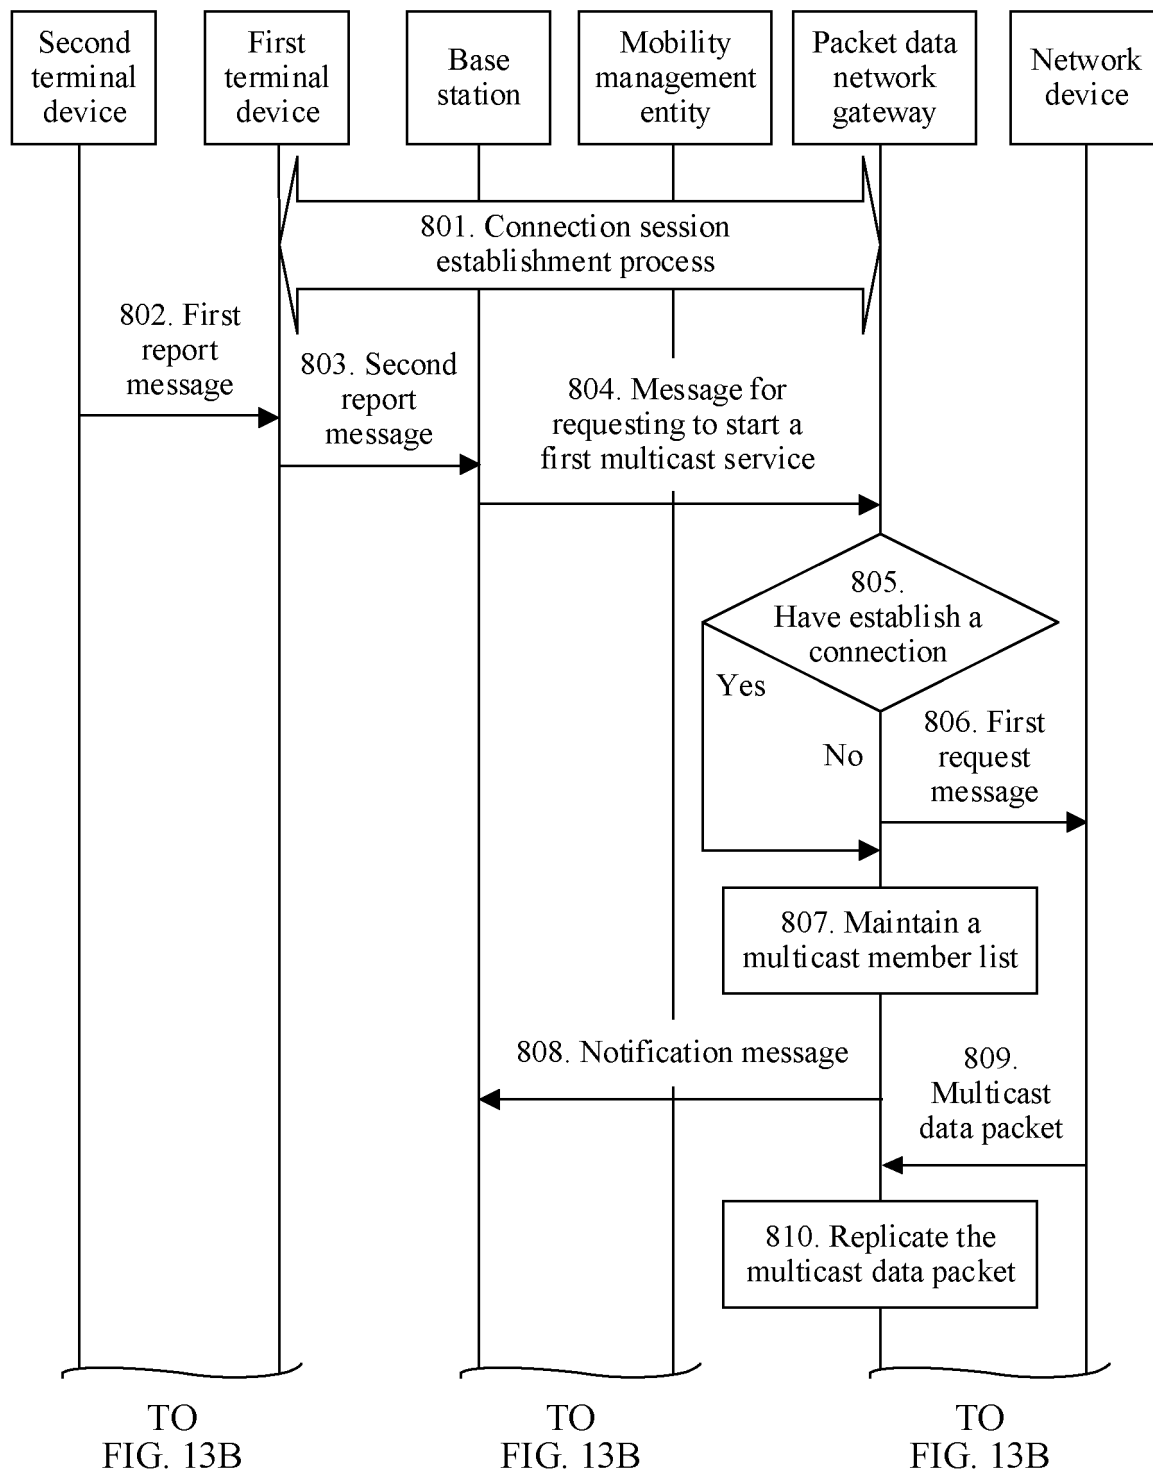 Second
terminal
device
First
terminal
device
Base
station
Mobility
management
entity
Packet data
network
gateway
Network
device
801. Connection session
establishment process
802. First
report
message
803. Second
report
message
804. Message for
requesting to start a
first multicast service
805.
Have establish a
connection
Yes
No
806. First
request
message
807. Maintain a
multicast member list
808. Notification message
809.
Multicast
data packet
810. Replicate the
multicast data packet
TO
FIG. 13B
TO
FIG. 13B
TO
FIG. 13B